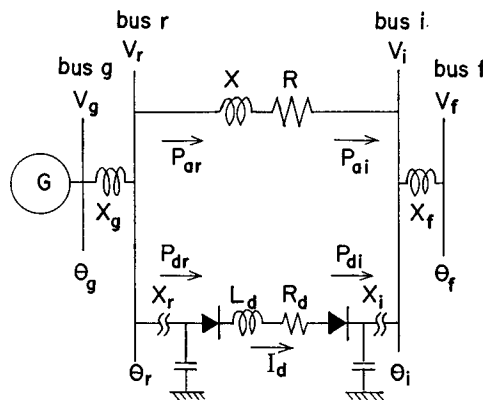 bus r
bus i
V_r
V_i
bus g
bus f
X R
V_g
V_f
P_ar
P_ai
G
X_g
X_f
P_dr
P_di
θ_g
θ_f
X_r
L_d
R_d
X_i
I_d
θ_r
θ_i